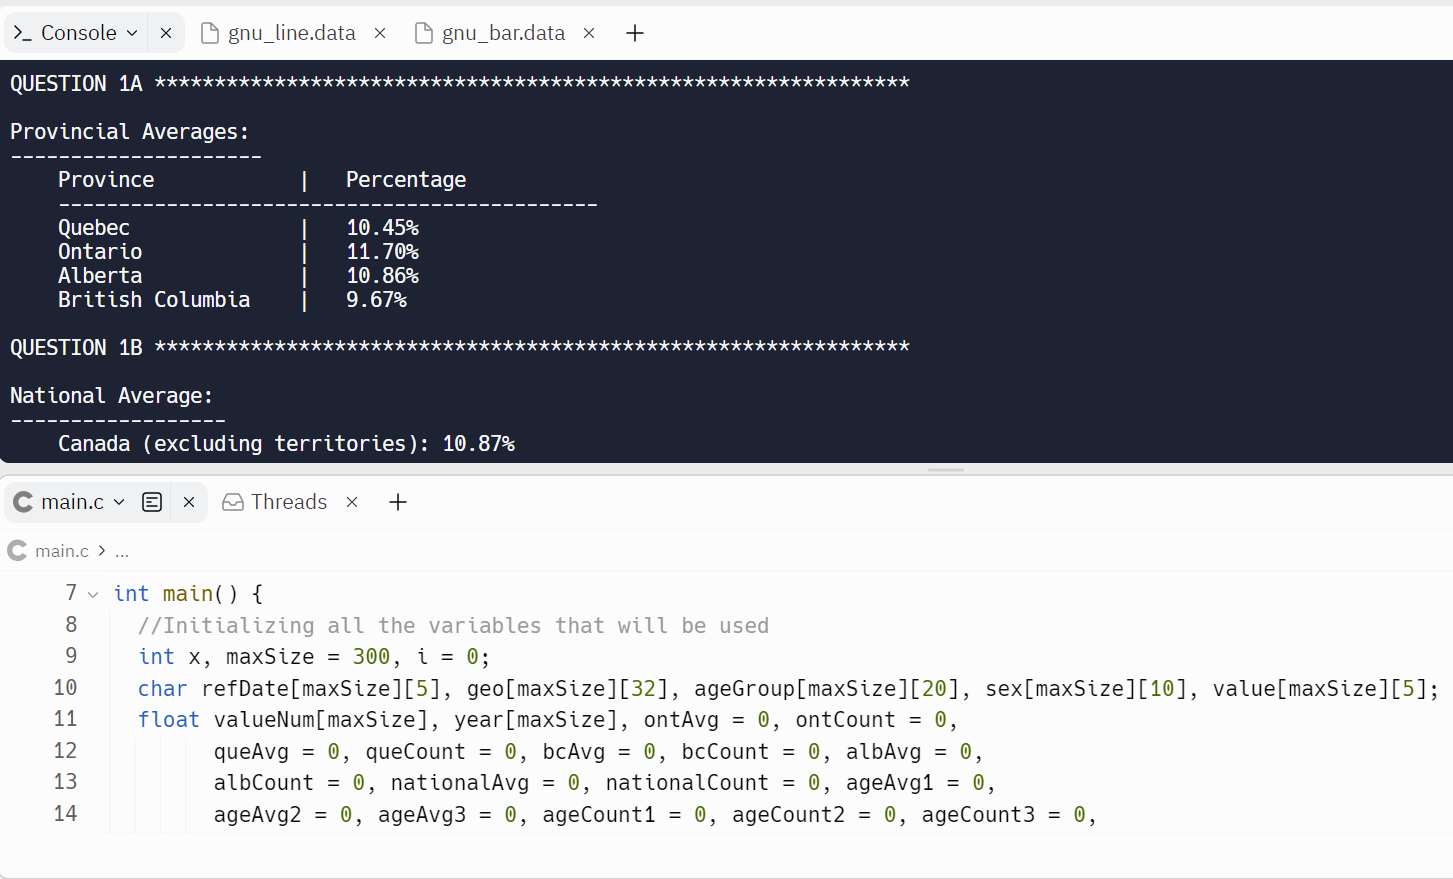 >_ Console × gnu_line.data × gnu_bar.data × +
QUESTION 1A ***************************************************************
Provincial Averages:
---------------------
Province | Percentage
---------------------------------------------
Quebec | 10.45%
Ontario | 11.70%
Alberta | 10.86%
British Columbia | 9.67%
QUESTION 1B ***************************************************************
National Average:
------------------
Canada (excluding territories): 10.87%
C main.c × Threads × +
C main.c > ...
7 int main() {
8 //Initializing all the variables that will be used
9 int x, maxSize = 300, i = 0;
10 char refDate[maxSize][5], geo[maxSize][32], ageGroup[maxSize][20], sex[maxSize][10], value[maxSize][5];
11 float valueNum[maxSize], year[maxSize], ontAvg = 0, ontCount = 0,
12 queAvg = 0, queCount = 0, bcAvg = 0, bcCount = 0, albAvg = 0,
13 albCount = 0, nationalAvg = 0, nationalCount = 0, ageAvg1 = 0,
14 ageAvg2 = 0, ageAvg3 = 0, ageCount1 = 0, ageCount2 = 0, ageCount3 = 0,